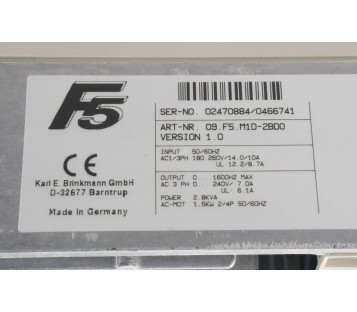 F5
SER-NO. 02470884/0466741
ART-NR. 09.F5.M1D-2BD0
VERSION 1.0
INPUT 50/60HZ
AC1/3PH 180 260V/14.0/10A
UL-12.2/8.7A
OUTPUT 0.. 1600HZ MAX
AC 3 PH 0.. 240V/ 7.0A
UL- 6.1A
POWER 2.8KVA
AC-MOT 1.5KW 2/4P 50/60HZ
CE
Karl E. Brinkmann GmbH
D-32677 Barntrup
Made in Germany